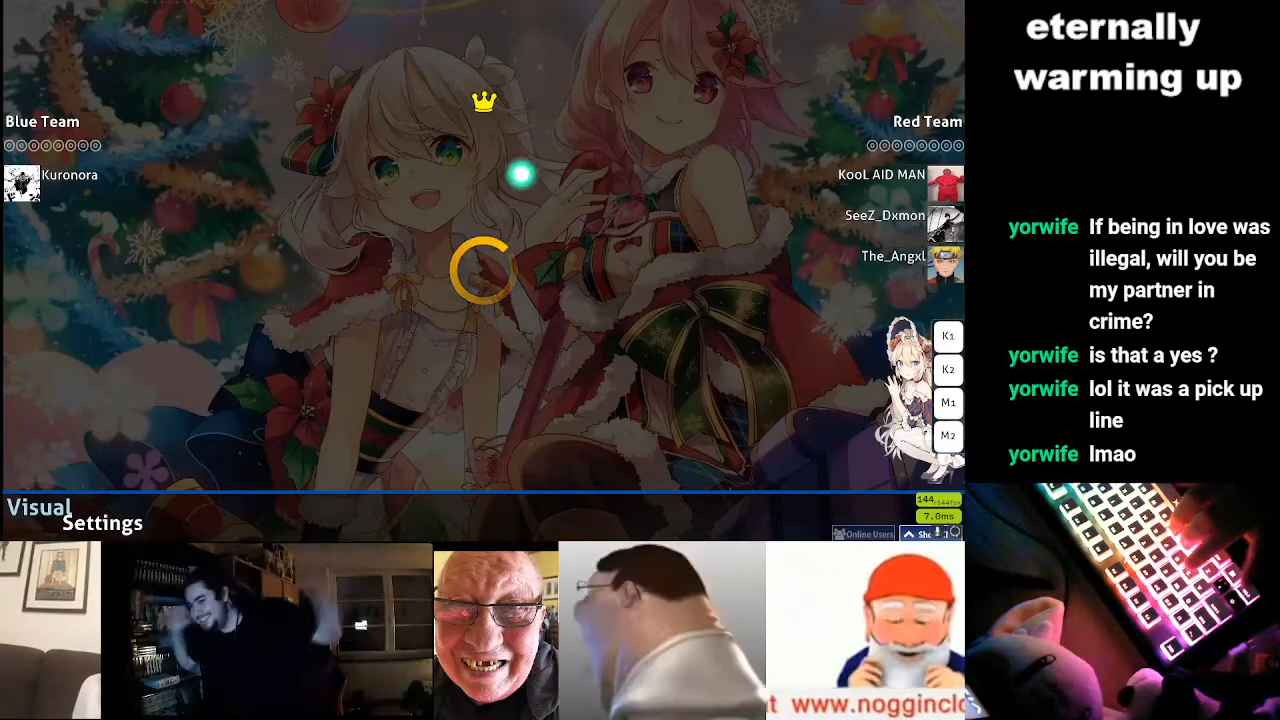 eternally
warming up
Blue Team
Red Team
Kuronora
KooL AID MAN
SeeZ_Dxmon
The_Angxl
K1
K2
M1
M2
yorwife If being in love was
illegal, will you be
my partner in
crime?
yorwife is that a yes ?
yorwife lol it was a pick up
line
yorwife lmao
Visual
Settings
144/144fps
7.0ms
Online Users
www.noggincl